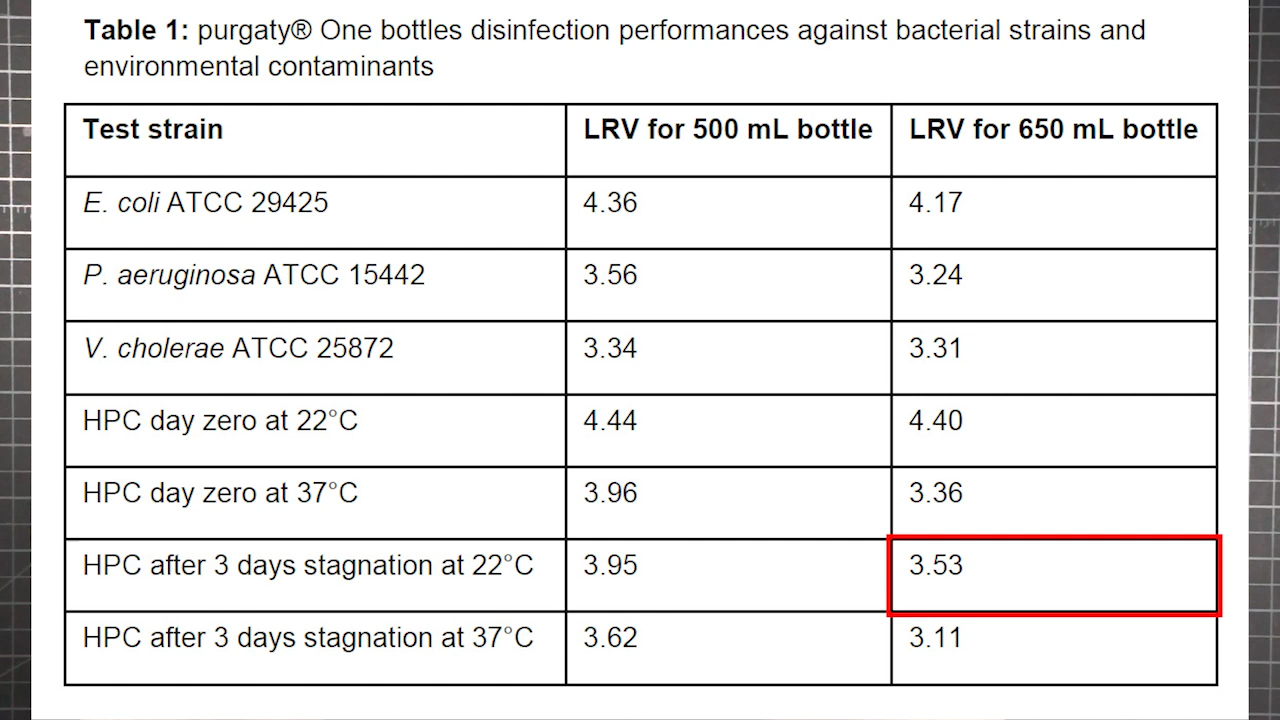 Table 1: purgaty® One bottles disinfection performances against bacterial strains and
environmental contaminants
Test strain LRV for 500 mL bottle LRV for 650 mL bottle
E. coli ATCC 29425 4.36 4.17
P. aeruginosa ATCC 15442 3.56 3.24
V. cholerae ATCC 25872 3.34 3.31
HPC day zero at 22°C 4.44 4.40
HPC day zero at 37°C 3.96 3.36
HPC after 3 days stagnation at 22°C 3.95 3.53
HPC after 3 days stagnation at 37°C 3.62 3.11